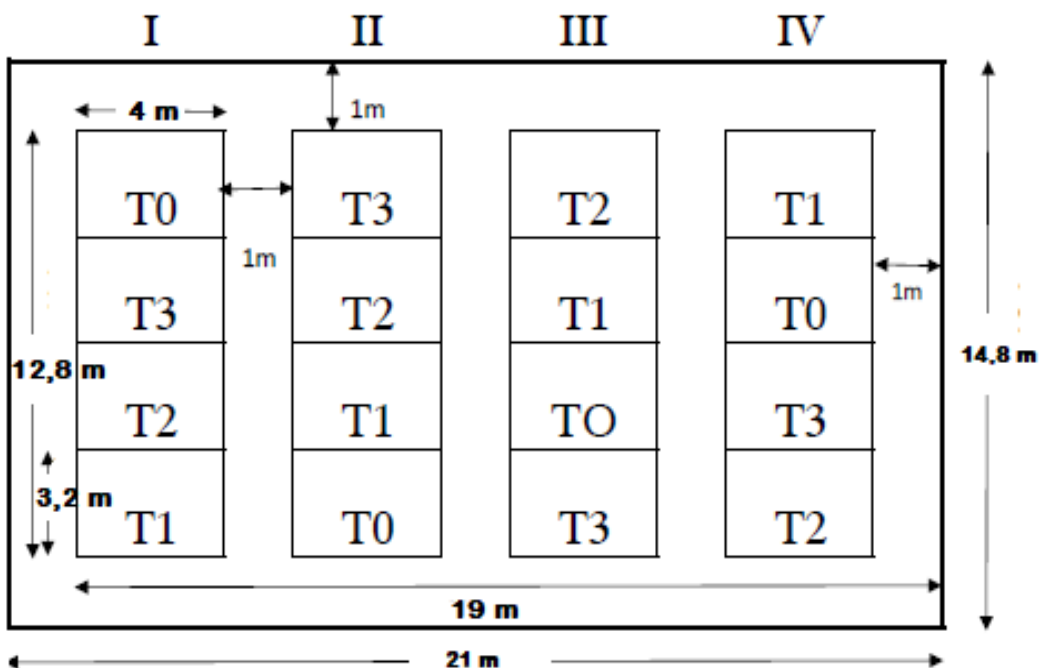 I II III IV
1m
4 m
T0 T3 T2 T1
1m
1m
T3 T2 T1 T0
14,8 m
12,8 m
T2 T1 TO T3
3,2 m
T1 T0 T3 T2
19 m
21 m